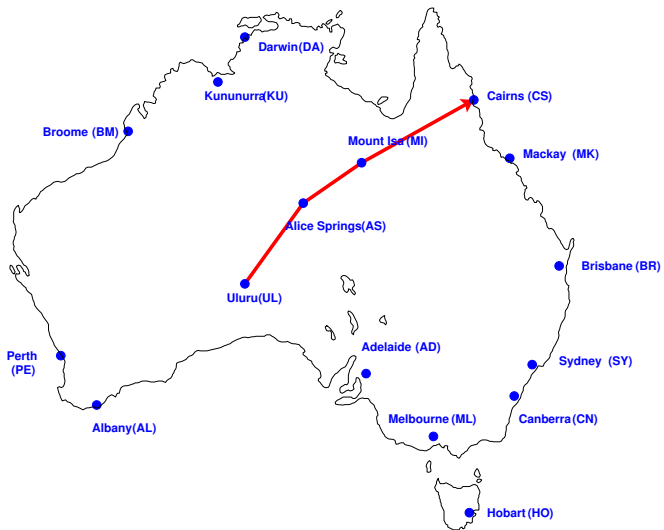 Darwin(DA)
Kununurra(KU)
Cairns (CS)
Broome (BM)
Mount Isa(MI)
Mackay (MK)
Alice Springs(AS)
Brisbane (BR)
Uluru(UL)
Adelaide (AD)
Perth
(PE)
Sydney (SY)
Melbourne (ML)
Canberra(CN)
Albany(AL)
Hobart(HO)